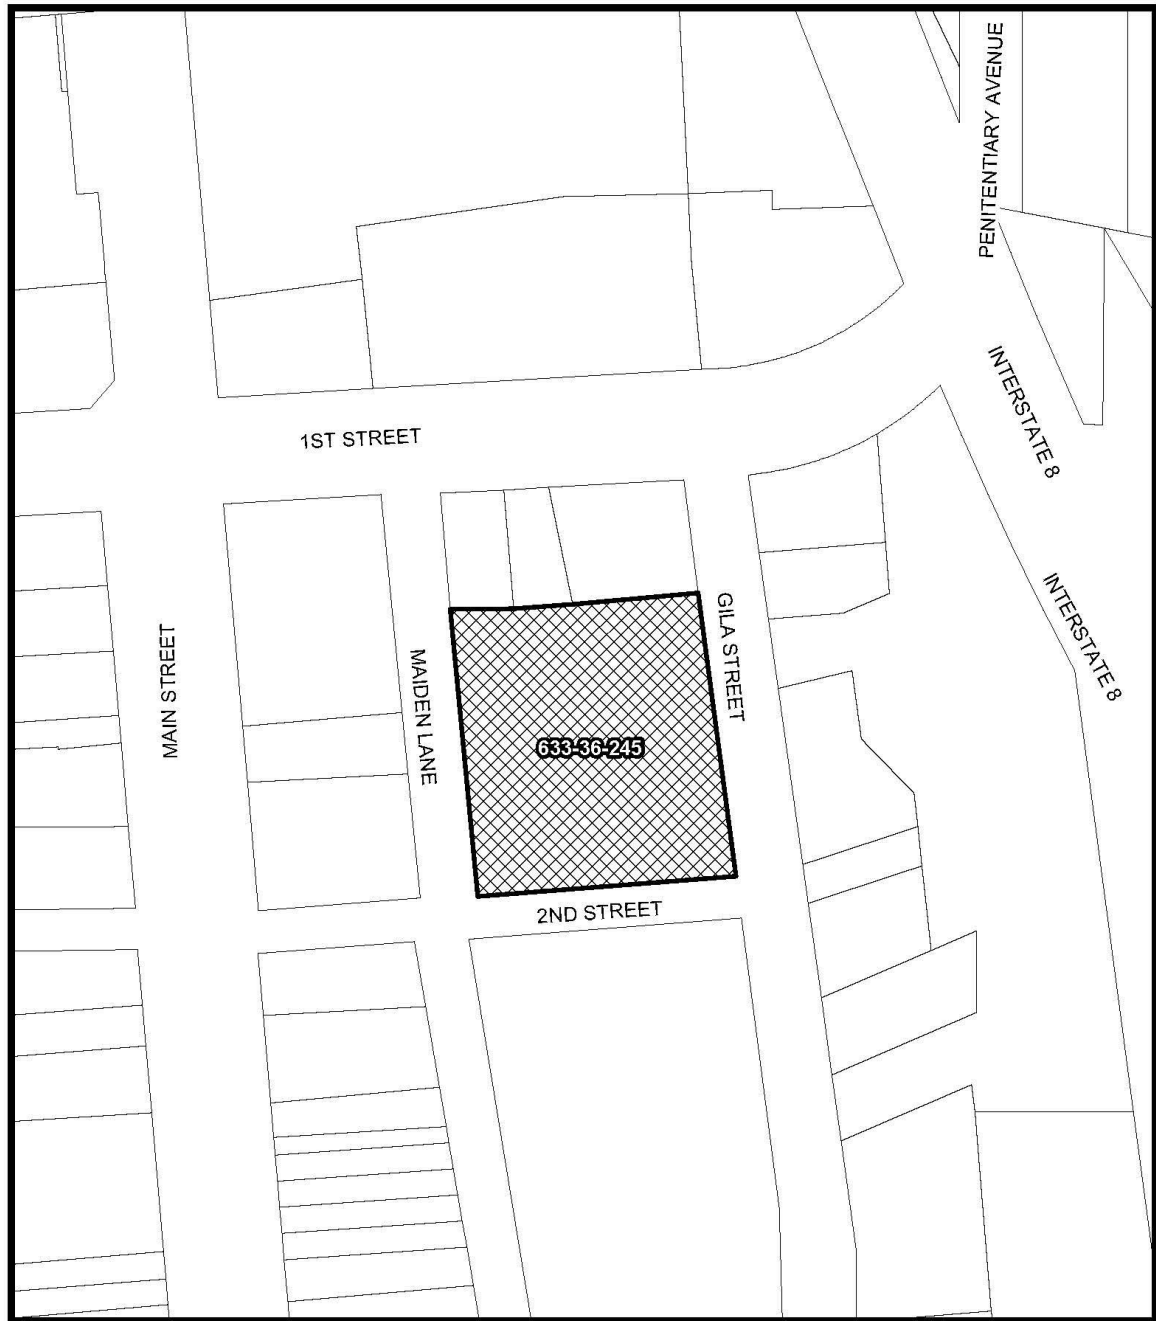 PENITENTIARY AVENUE
INTERSTATE 8
1ST STREET
INTERSTATE 8
GILA STREET
MAIN STREET
MAIDEN LANE
633-36-245
2ND STREET